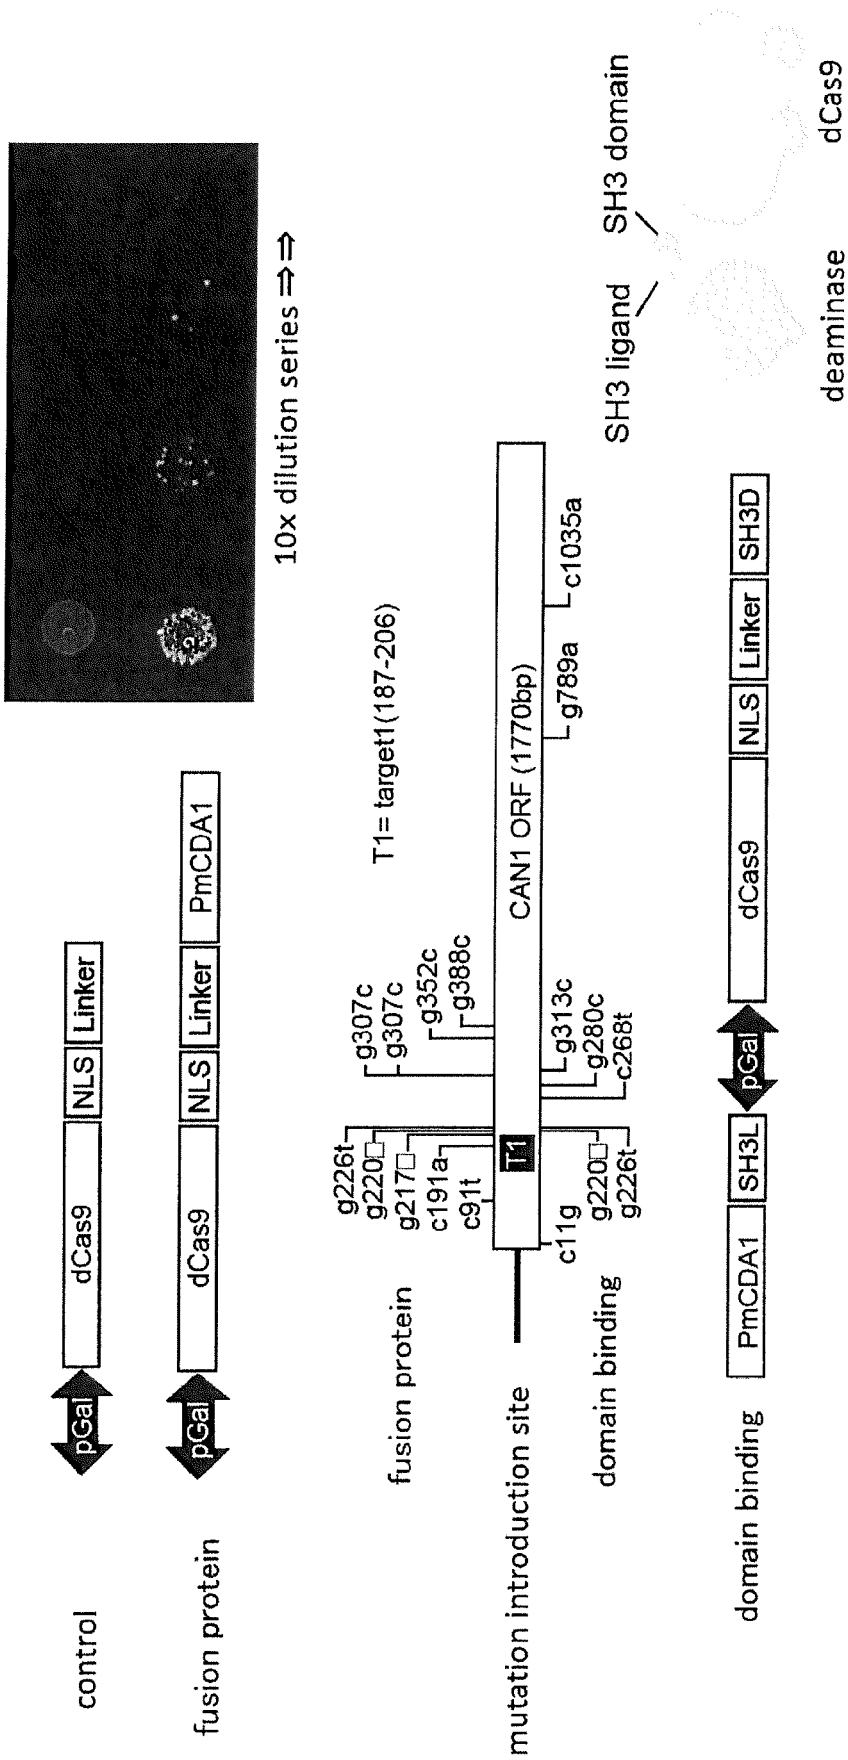 control
pGal
dCas9
NLS
Linker
fusion protein
pGal
dCas9
NLS
Linker
PmCDA1
10x dilution series ⇒⇒
T1= target1(187-206)
fusion protein
g226t
g220□
g217□
c191a
c91t
g307c
g307c
g352c
g388c
mutation introduction site
T1
CAN1 ORF (1770bp)
domain binding
c11g
g220□
g226t
g313c
g280c
c268t
g789a
c1035a
domain binding
PmCDA1
SH3L
pGal
dCas9
NLS
Linker
SH3D
SH3 ligand
SH3 domain
deaminase
dCas9